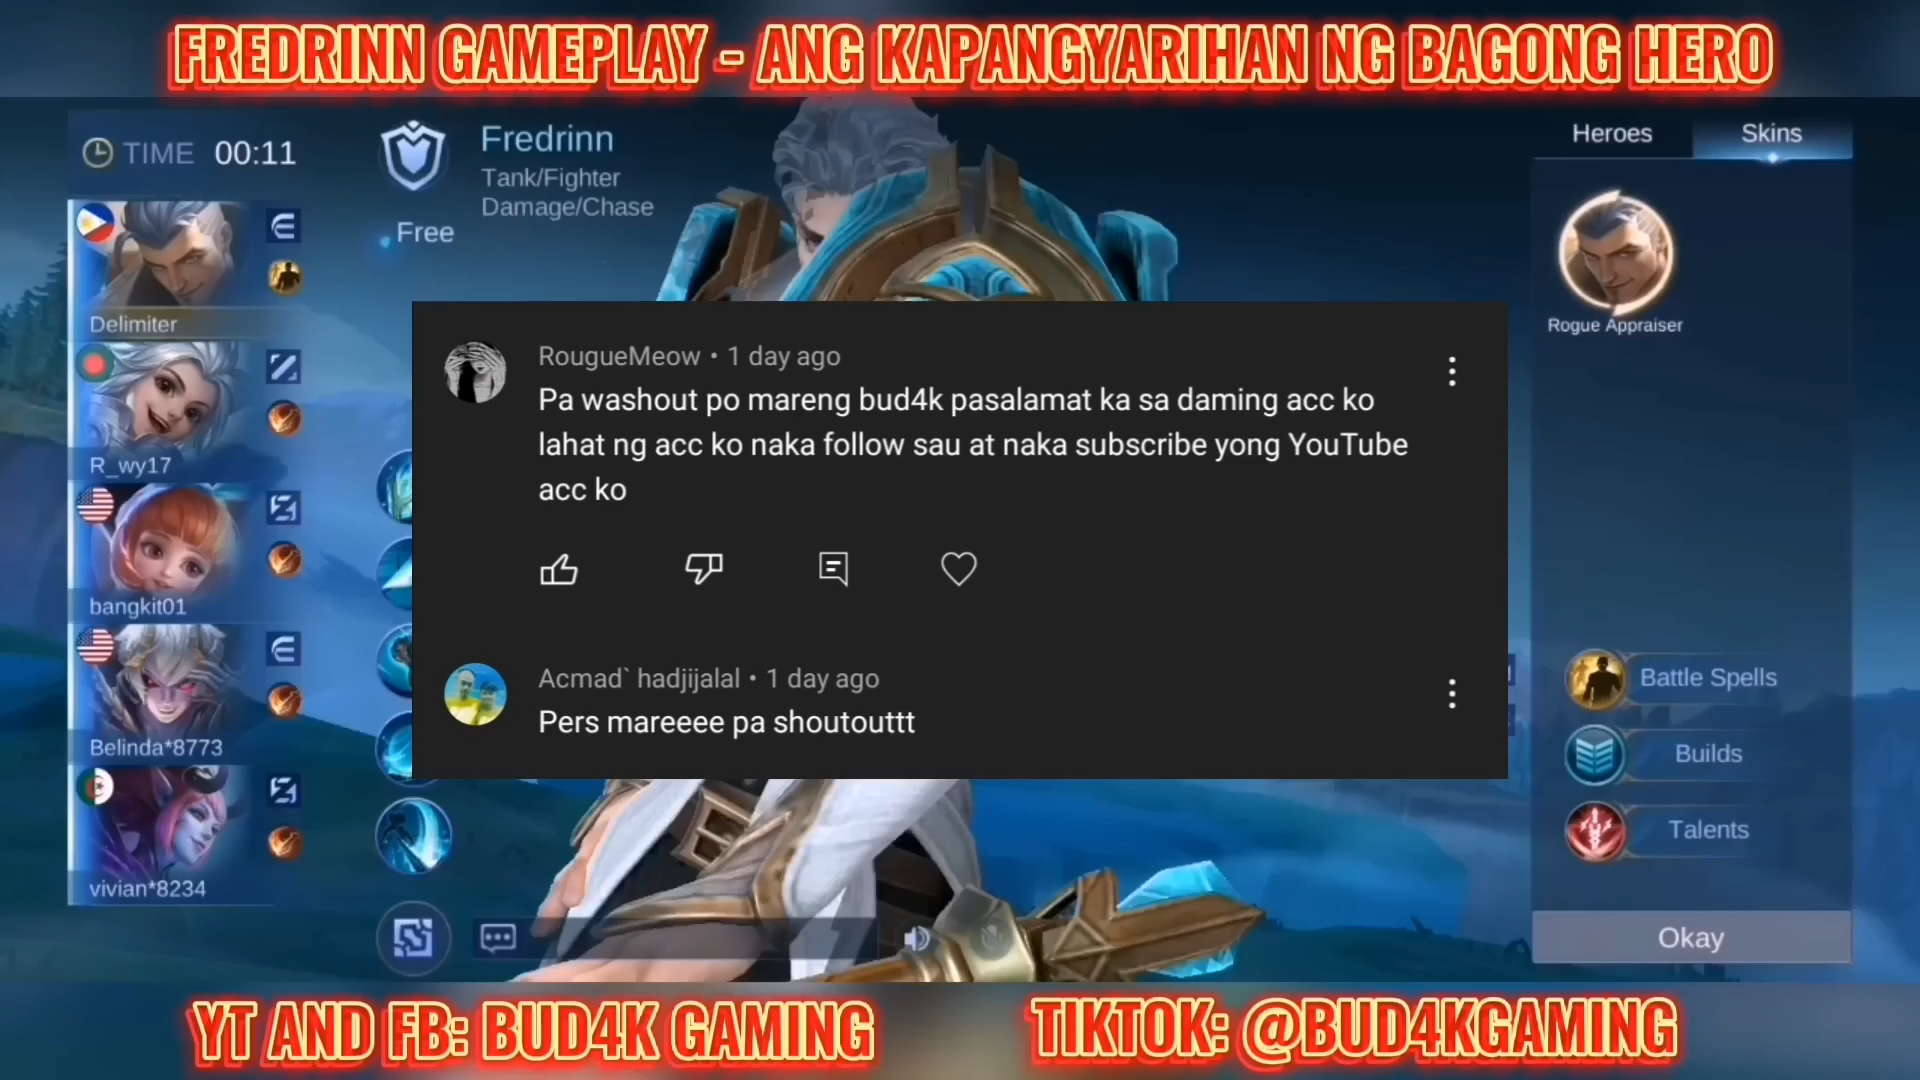 FREDRINN GAMEPLAY - ANG KAPANGYARIHAN NG BAGONG HERO
TIME 00:11
Fredrinn
Tank/Fighter
Damage/Chase
Free
Heroes
Skins
Delimiter
R_wy17
bangkit01
Belinda*8773
vivian*8234
Rogue Appraiser
RougueMeow • 1 day ago
Pa washout po mareng bud4k pasalamat ka sa daming acc ko
lahat ng acc ko naka follow sau at naka subscribe yong YouTube
acc ko
Acmad` hadjijalal • 1 day ago
Pers mareeee pa shoutouttt
Battle Spells
Builds
Talents
Okay
YT AND FB: BUD4K GAMING
TIKTOK: @BUD4KGAMING